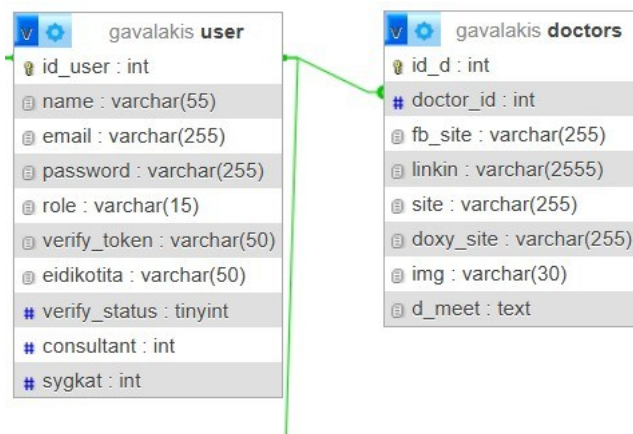 v gavalakis user
id_user : int
name : varchar(55)
email : varchar(255)
password : varchar(255)
role : varchar(15)
verify_token : varchar(50)
eidikotita : varchar(50)
# verify_status : tinyint
# consultant : int
# sygkat : int
v gavalakis doctors
id_d : int
# doctor_id : int
fb_site : varchar(255)
linkin : varchar(2555)
site : varchar(255)
doxy_site : varchar(255)
img : varchar(30)
d_meet : text